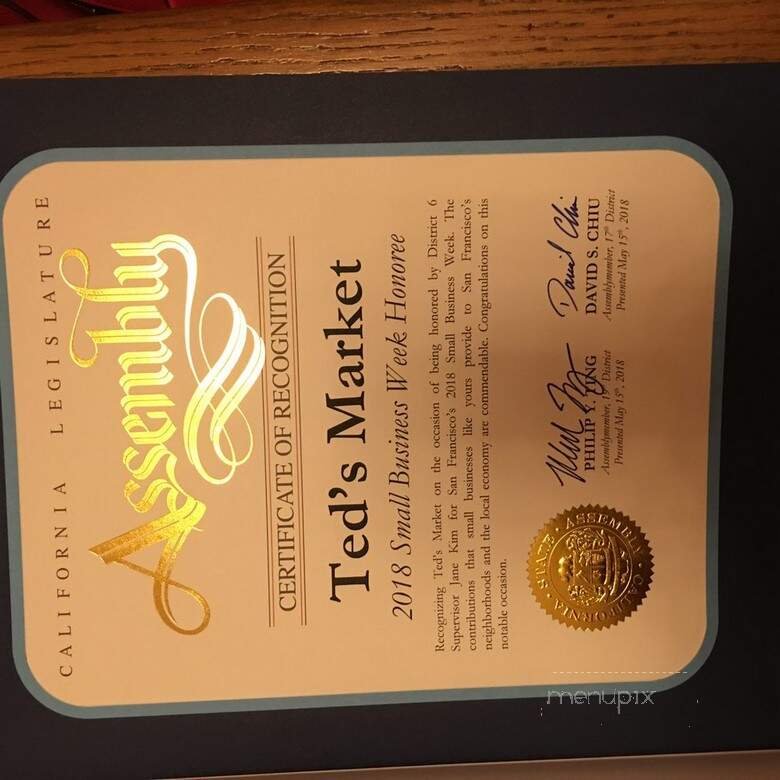 CALIFORNIA LEGISLATURE
Assembly
CERTIFICATE OF RECOGNITION
Ted's Market
2018 Small Business Week Honoree
Recognizing Ted's Market on the occasion of being honored by District 6
Supervisor Jane Kim for San Francisco's 2018 Small Business Week. The
contributions that small businesses like yours provide to San Francisco's
neighborhoods and the local economy are commendable. Congratulations on this
notable occasion.
PHILIP Y. TING
Assemblymember, 19th District
Presented May 15th, 2018
David Chiu
DAVID S. CHIU
Assemblymember, 17th District
Presented May 15th, 2018
CALIFORNIA · STATE · ASSEMBLY
menupix